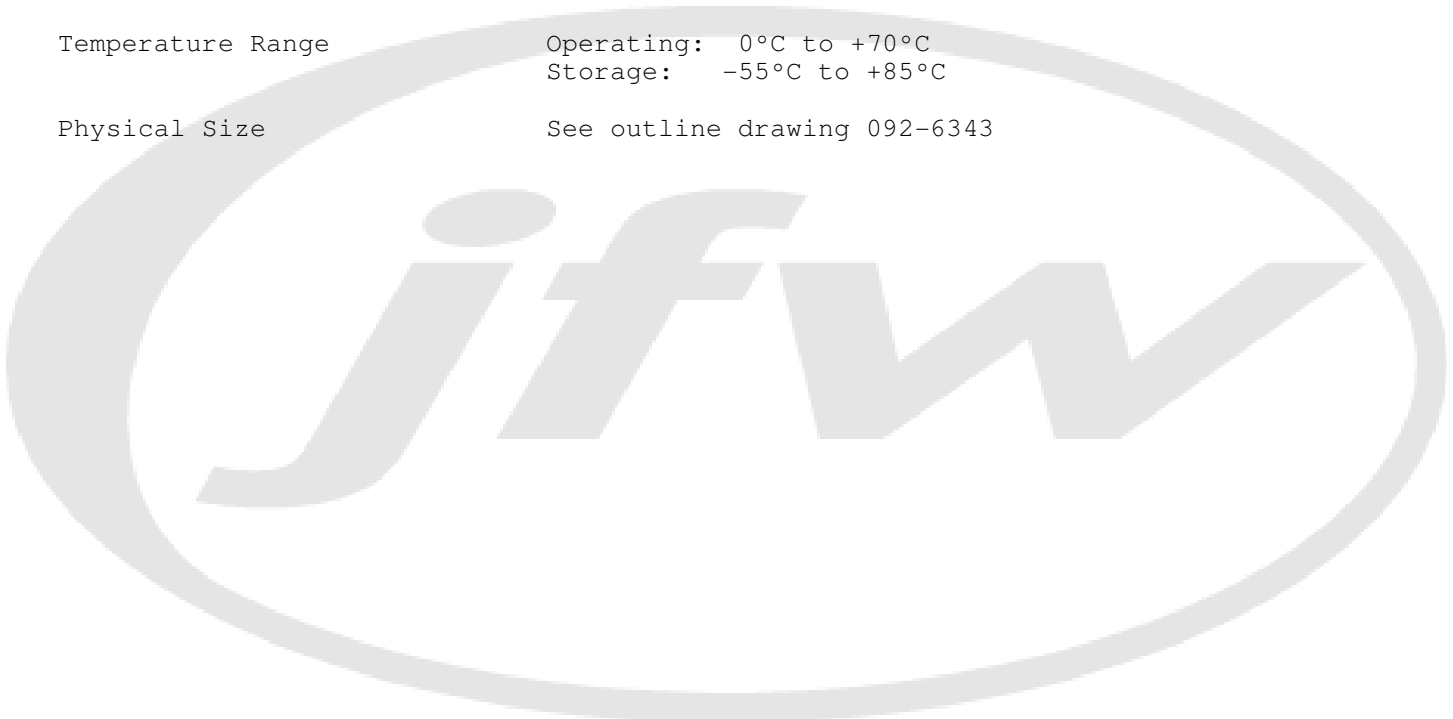 Temperature Range Operating: 0°C to +70°C
Storage: -55°C to +85°C
Physical Size See outline drawing 092-6343
jfw